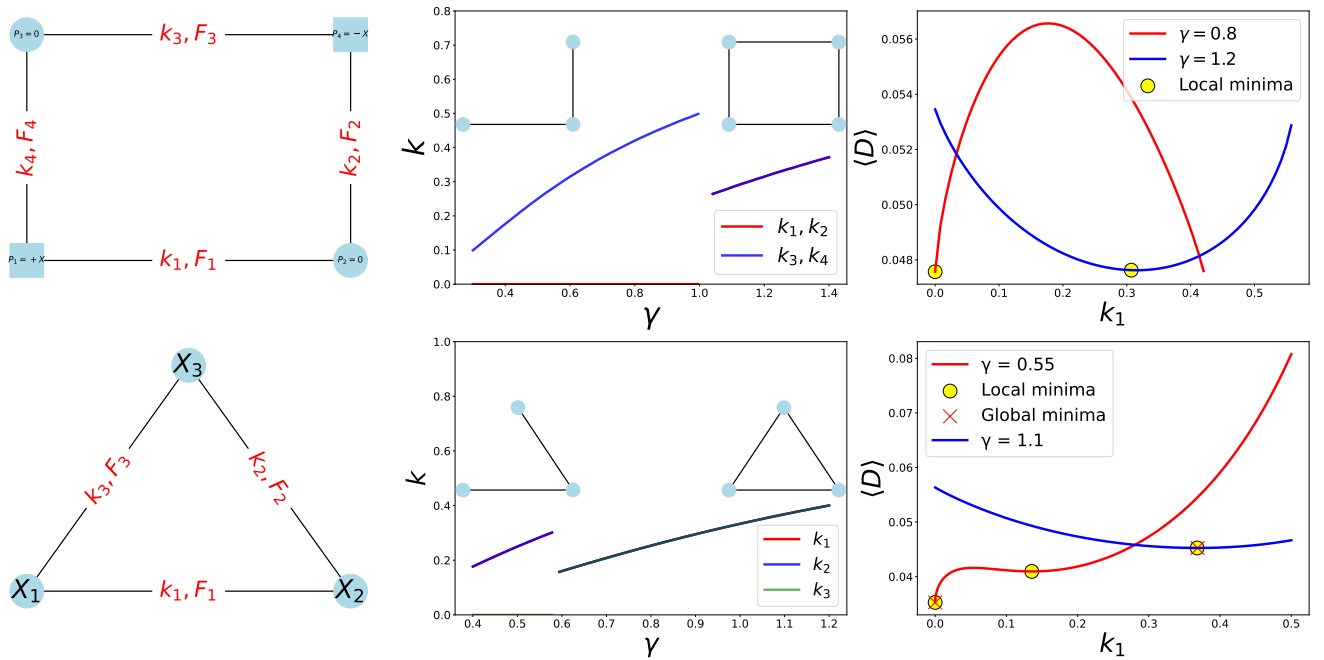 P₃=0
k₃, F₃
P₄=−X
k₄, F₄
k₂, F₂
P₁=+X
k₁, F₁
P₂=0
0.8
0.7
0.6
0.5
0.4
0.3
0.2
0.1
0.0
k
k₁, k₂
k₃, k₄
0.4 0.6 0.8 1.0 1.2 1.4
γ
0.056
0.054
0.052
0.050
0.048
⟨D⟩
γ = 0.8
γ = 1.2
Local minima
0.0 0.1 0.2 0.3 0.4 0.5
k₁
X₃
k₃, F₃
k₂, F₂
X₁
k₁, F₁
X₂
1.0
0.8
0.6
0.4
0.2
0.0
k
k₁
k₂
k₃
0.4 0.5 0.6 0.7 0.8 0.9 1.0 1.1 1.2
γ
0.08
0.07
0.06
0.05
0.04
⟨D⟩
γ = 0.55
Local minima
Global minima
γ = 1.1
0.0 0.1 0.2 0.3 0.4 0.5
k₁